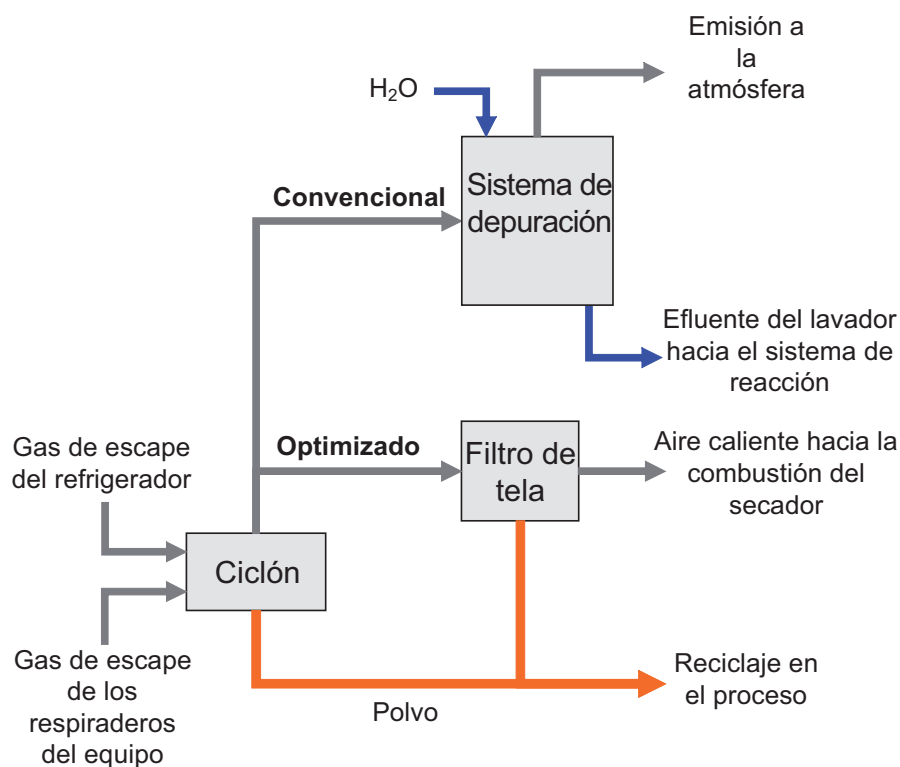 Emisión a
la
atmósfera
H₂O
Sistema de
depuración
Convencional
Efluente del lavador
hacia el sistema de
reacción
Optimizado
Filtro de
tela
Aire caliente hacia la
combustión del
secador
Gas de escape
del refrigerador
Ciclón
Gas de escape
de los
respiraderos
del equipo
Polvo
Reciclaje en
el proceso